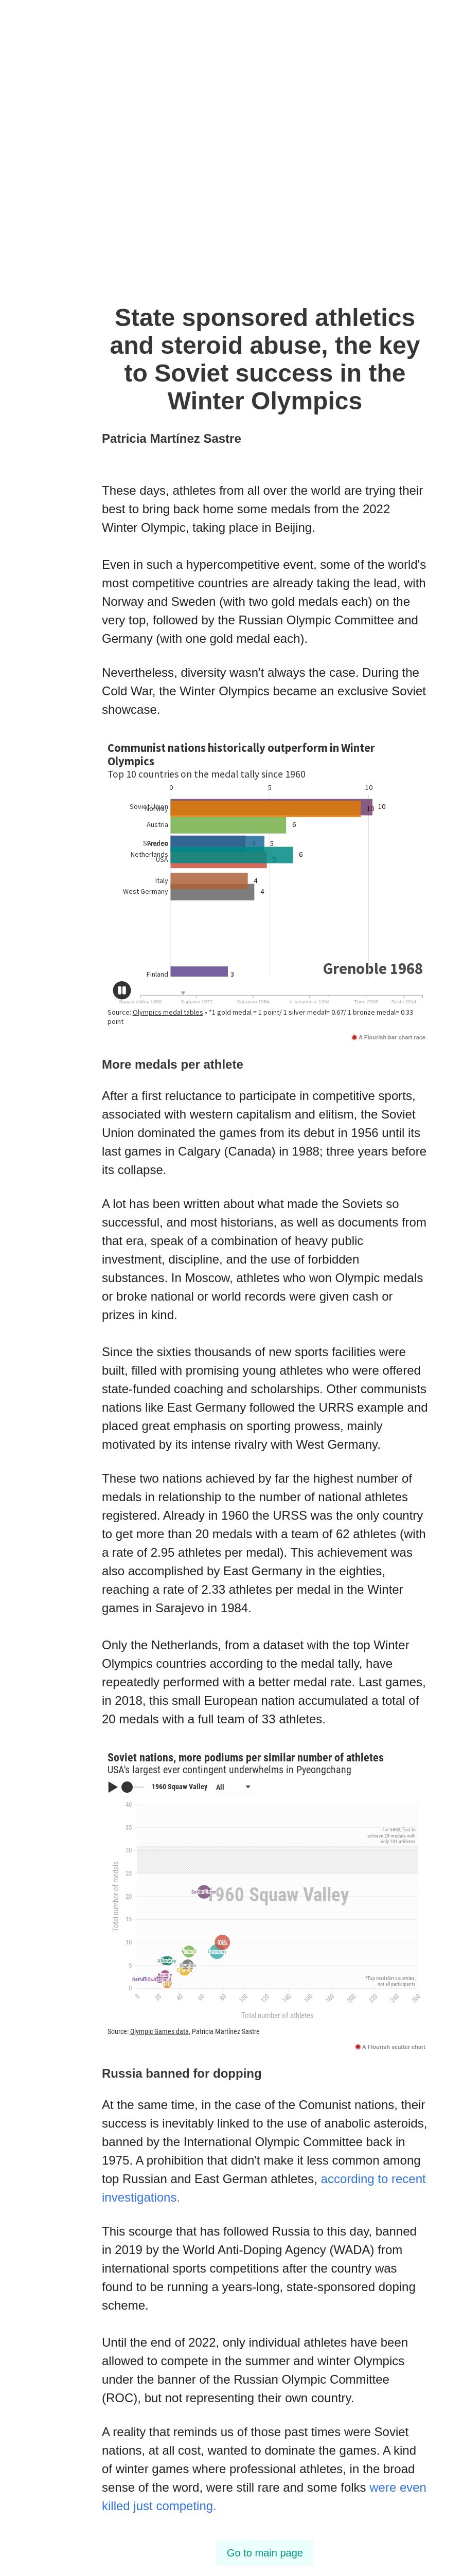 State sponsored athletics
and steroid abuse, the key
to Soviet success in the
Winter Olympics
Patricia Martínez Sastre
These days, athletes from all over the world are trying their
best to bring back home some medals from the 2022
Winter Olympic, taking place in Beijing.
Even in such a hypercompetitive event, some of the world's
most competitive countries are already taking the lead, with
Norway and Sweden (with two gold medals each) on the
very top, followed by the Russian Olympic Committee and
Germany (with one gold medal each).
Nevertheless, diversity wasn't always the case. During the
Cold War, the Winter Olympics became an exclusive Soviet
showcase.
Communist nations historically outperform in Winter
Olympics
Top 10 countries on the medal tally since 1960
0 5 10
Soviet Union 10
Norway 10
Austria 6
Sweden 5
Netherlands 6
USA
Italy 4
West Germany 4
Grenoble 1968
Finland 3
Squaw Valley 1960 Sapporo 1972 Sarajevo 1984 Lillehammer 1994 Turin 2006 Sochi 2014
Source: Olympics medal tables • *1 gold medal = 1 point/ 1 silver medal= 0.67/ 1 bronze medal= 0.33
point
A Flourish bar chart race
More medals per athlete
After a first reluctance to participate in competitive sports,
associated with western capitalism and elitism, the Soviet
Union dominated the games from its debut in 1956 until its
last games in Calgary (Canada) in 1988; three years before
its collapse.
A lot has been written about what made the Soviets so
successful, and most historians, as well as documents from
that era, speak of a combination of heavy public
investment, discipline, and the use of forbidden
substances. In Moscow, athletes who won Olympic medals
or broke national or world records were given cash or
prizes in kind.
Since the sixties thousands of new sports facilities were
built, filled with promising young athletes who were offered
state-funded coaching and scholarships. Other communists
nations like East Germany followed the URRS example and
placed great emphasis on sporting prowess, mainly
motivated by its intense rivalry with West Germany.
These two nations achieved by far the highest number of
medals in relationship to the number of national athletes
registered. Already in 1960 the URSS was the only country
to get more than 20 medals with a team of 62 athletes (with
a rate of 2.95 athletes per medal). This achievement was
also accomplished by East Germany in the eighties,
reaching a rate of 2.33 athletes per medal in the Winter
games in Sarajevo in 1984.
Only the Netherlands, from a dataset with the top Winter
Olympics countries according to the medal tally, have
repeatedly performed with a better medal rate. Last games,
in 2018, this small European nation accumulated a total of
20 medals with a full team of 33 athletes.
Soviet nations, more podiums per similar number of athletes
USA's largest ever contingent underwhelms in Pyeongchang
1960 Squaw Valley All
40
35
The URSS, first to
achieve 29 medals with
only 101 athletes
30
25
20
1960 Squaw Valley
15
10
5
0
*Top medalist countries,
not all participants
Total number of medals
0 20 40 60 80 100 120 140 160 180 200 220 240 260
Total number of athletes
Source: Olympic Games data, Patricia Martínez Sastre
A Flourish scatter chart
Russia banned for dopping
At the same time, in the case of the Comunist nations, their
success is inevitably linked to the use of anabolic asteroids,
banned by the International Olympic Committee back in
1975. A prohibition that didn't make it less common among
top Russian and East German athletes, according to recent
investigations.
This scourge that has followed Russia to this day, banned
in 2019 by the World Anti-Doping Agency (WADA) from
international sports competitions after the country was
found to be running a years-long, state-sponsored doping
scheme.
Until the end of 2022, only individual athletes have been
allowed to compete in the summer and winter Olympics
under the banner of the Russian Olympic Committee
(ROC), but not representing their own country.
A reality that reminds us of those past times were Soviet
nations, at all cost, wanted to dominate the games. A kind
of winter games where professional athletes, in the broad
sense of the word, were still rare and some folks were even
killed just competing.
Go to main page